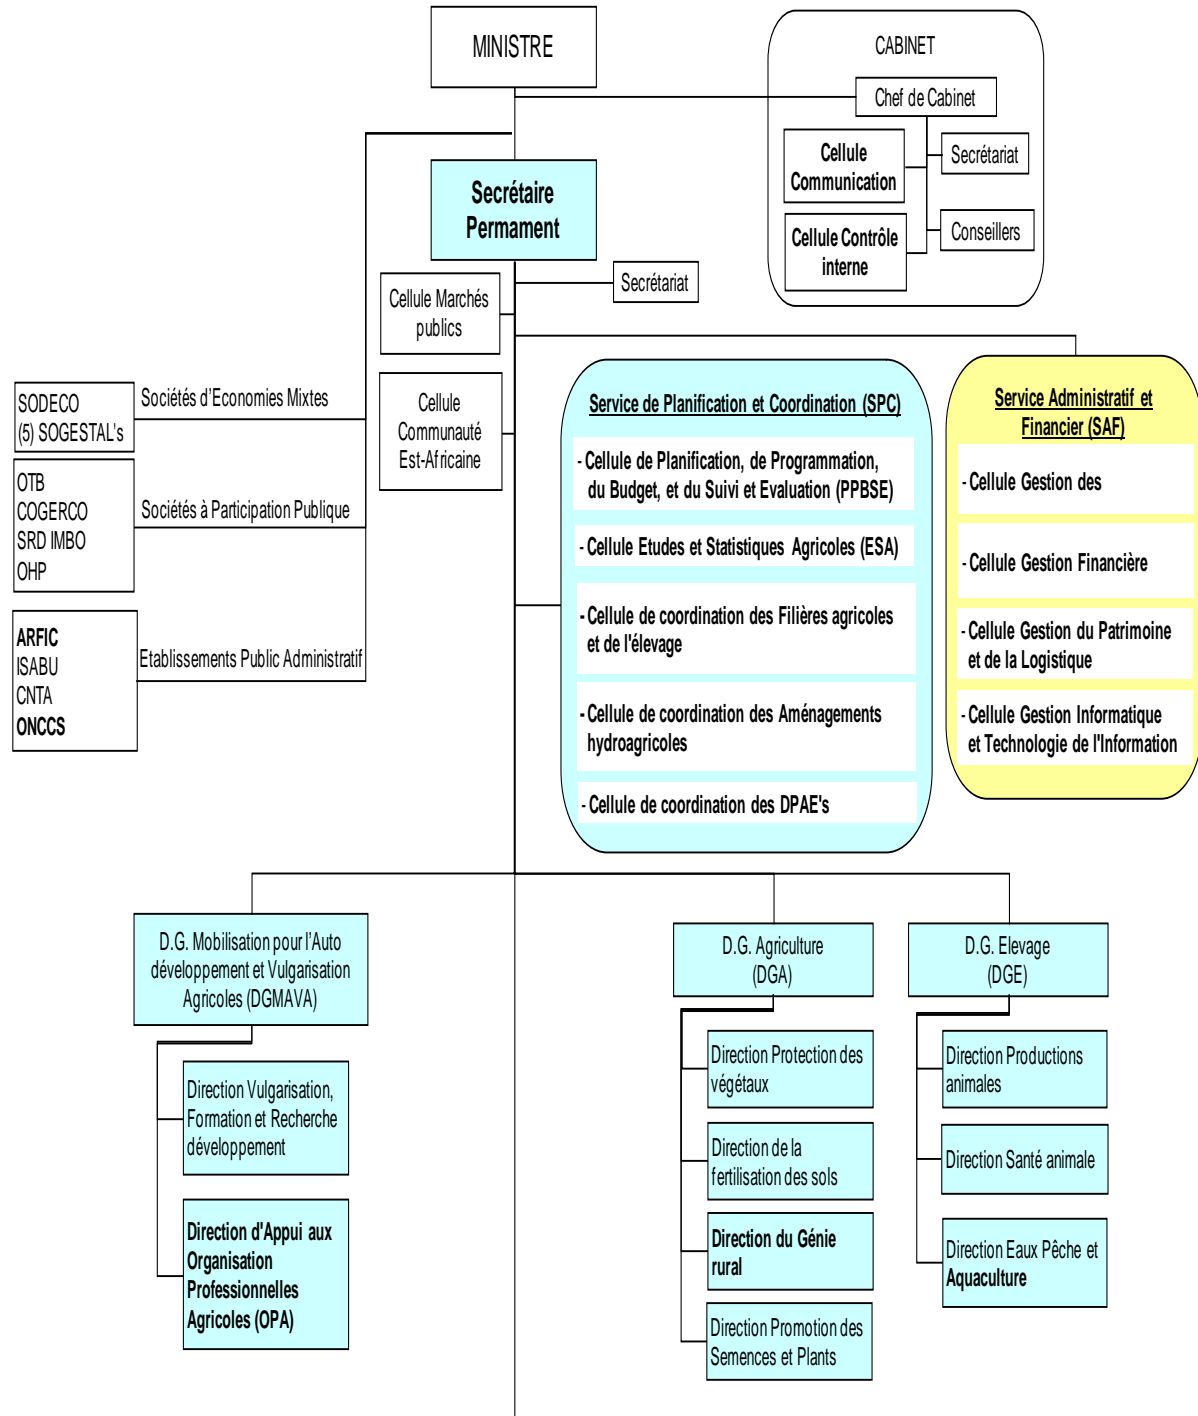 MINISTRE
CABINET
Chef de Cabinet
Cellule
Communication
Secrétariat
Cellule Contrôle
interne
Conseillers
Secrétaire
Permament
Secrétariat
Cellule Marchés
publics
Cellule
Communauté
Est-Africaine
SODECO
(5) SOGESTAL's
Sociétés d'Economies Mixtes
OTB
COGERCO
SRD IMBO
OHP
Sociétés à Participation Publique
ARFIC
ISABU
CNTA
ONCCS
Etablissements Public Administratif
Service de Planification et Coordination (SPC)
- Cellule de Planification, de Programmation,
du Budget, et du Suivi et Evaluation (PPBSE)
- Cellule Etudes et Statistiques Agricoles (ESA)
- Cellule de coordination des Filières agricoles
et de l'élevage
- Cellule de coordination des Aménagements
hydroagricoles
- Cellule de coordination des DPAE's
Service Administratif et
Financier (SAF)
- Cellule Gestion des
- Cellule Gestion Financière
- Cellule Gestion du Patrimoine
et de la Logistique
- Cellule Gestion Informatique
et Technologie de l'Information
D.G. Mobilisation pour l'Auto
développement et Vulgarisation
Agricoles (DGMAVA)
Direction Vulgarisation,
Formation et Recherche
développement
Direction d'Appui aux
Organisation
Professionnelles
Agricoles (OPA)
D.G. Agriculture
(DGA)
Direction Protection des
végétaux
Direction de la
fertilisation des sols
Direction du Génie
rural
Direction Promotion des
Semences et Plants
D.G. Elevage
(DGE)
Direction Productions
animales
Direction Santé animale
Direction Eaux Pêche et
Aquaculture